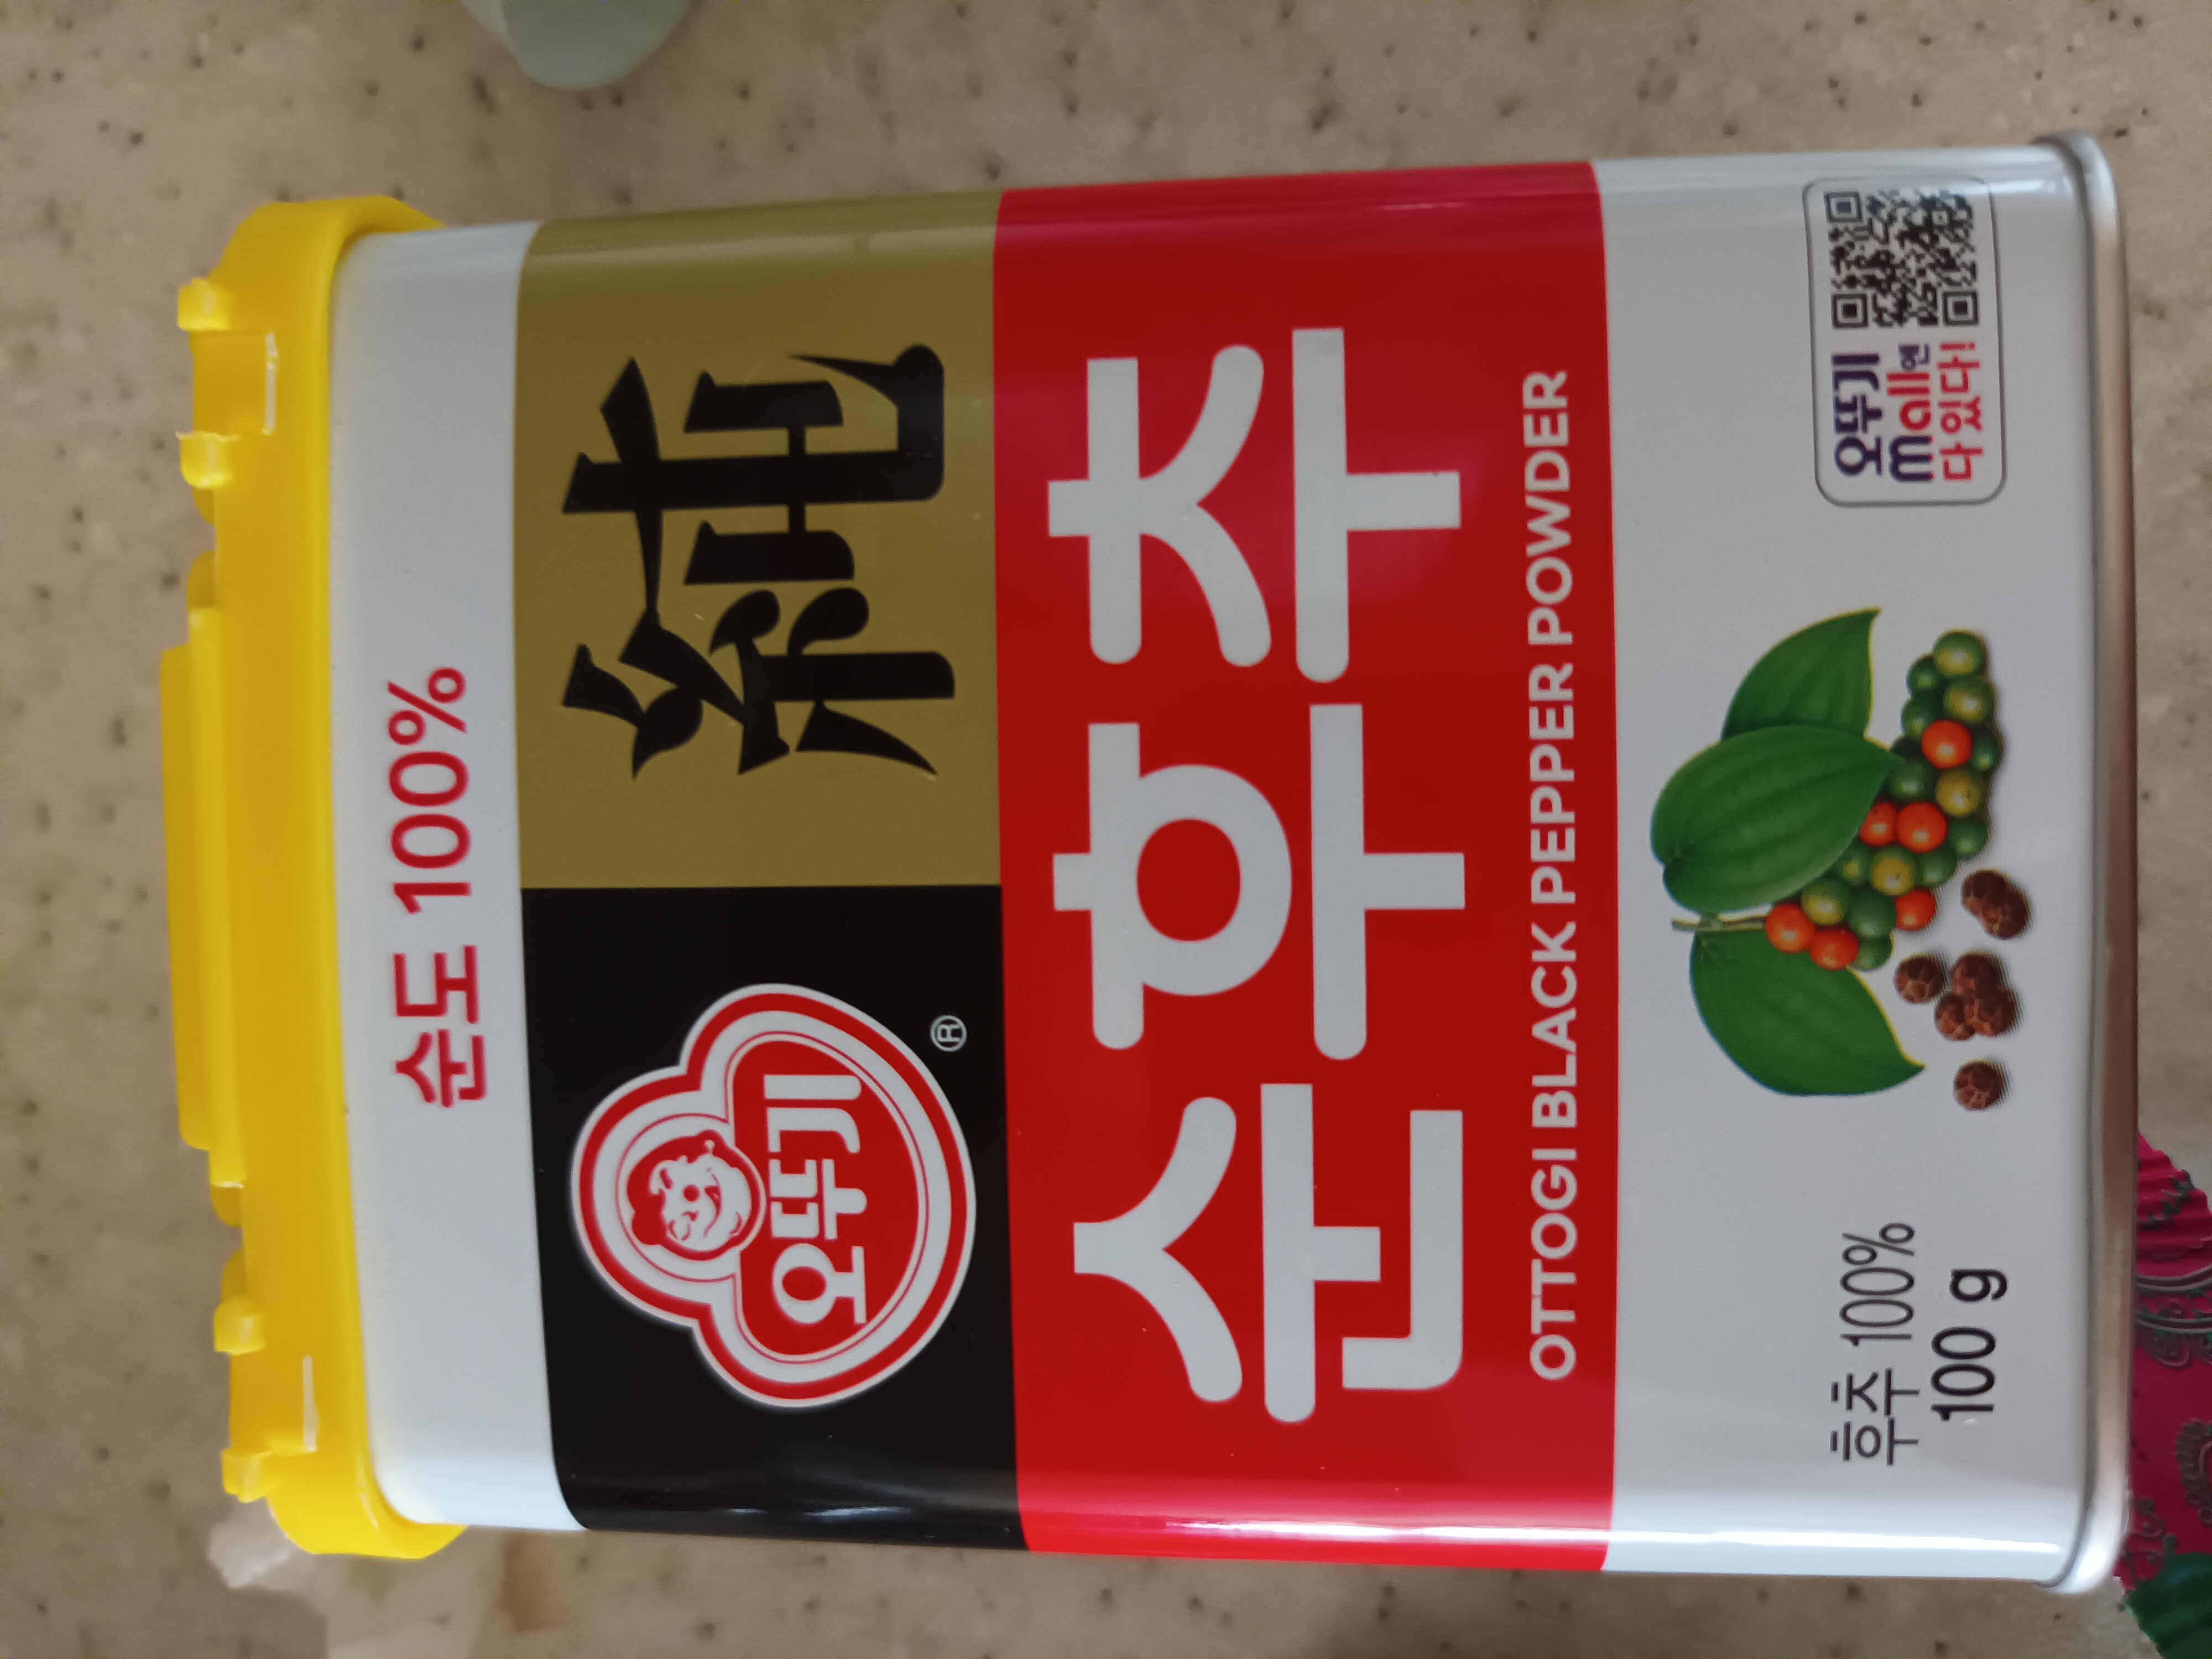 순도 100%
오뚜기
®
純
순후추
OTTOGI BLACK PEPPER POWDER
후추 100%
100 g
오뚜기
mall에
다 있다!